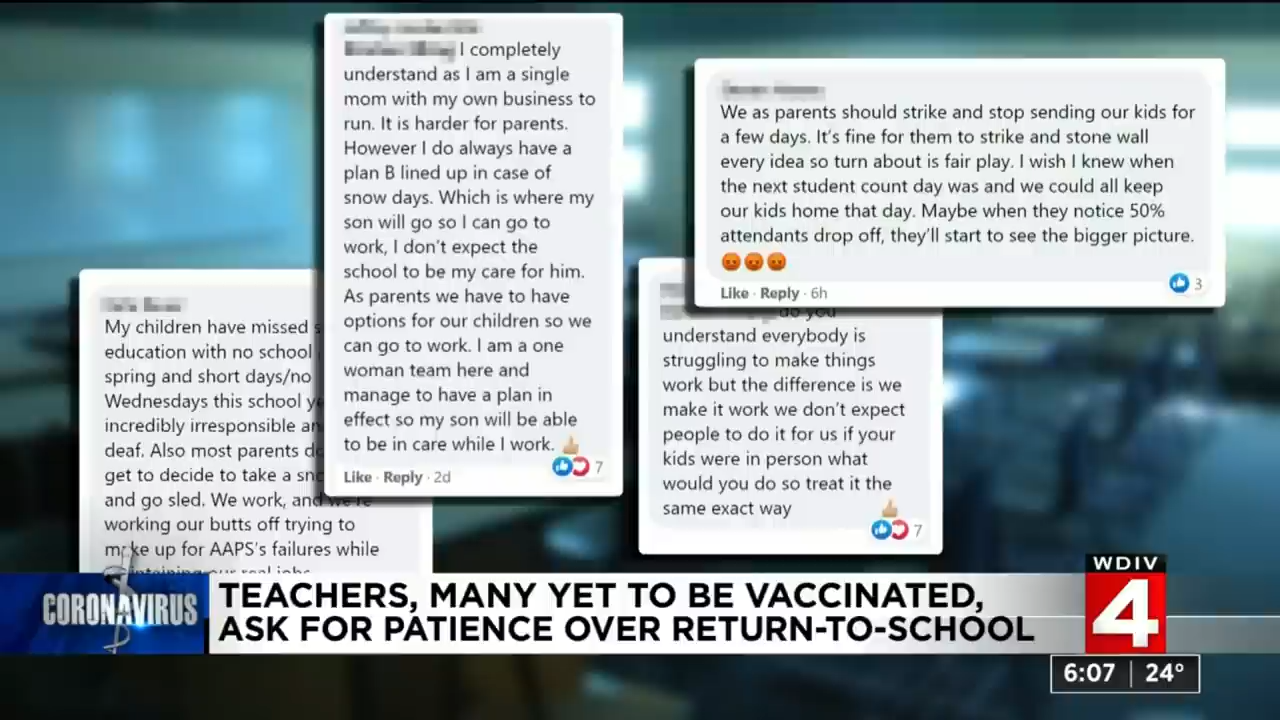 I completely
understand as I am a single
mom with my own business to
run. It is harder for parents.
However I do always have a
plan B lined up in case of
snow days. Which is where my
son will go so I can go to
work, I don't expect the
school to be my care for him.
As parents we have to have
options for our children so we
can go to work. I am a one
woman team here and
manage to have a plan in
effect so my son will be able
to be in care while I work.
Like · Reply · 2d
7
We as parents should strike and stop sending our kids for
a few days. It's fine for them to strike and stone wall
every idea so turn about is fair play. I wish I knew when
the next student count day was and we could all keep
our kids home that day. Maybe when they notice 50%
attendants drop off, they'll start to see the bigger picture.
😡😡😡
Like · Reply · 6h
3
My children have missed
education with no school
spring and short days/no
Wednesdays this school
incredibly irresponsible
deaf. Also most parents
get to decide to take a
and go sled. We work, and we're
working our butts off trying to
make up for AAPS's failures while
do you
understand everybody is
struggling to make things
work but the difference is we
make it work we don't expect
people to do it for us if your
kids were in person what
would you do so treat it the
same exact way
7
CORONAVIRUS
TEACHERS, MANY YET TO BE VACCINATED,
ASK FOR PATIENCE OVER RETURN-TO-SCHOOL
WDIV
4
6:07 | 24°